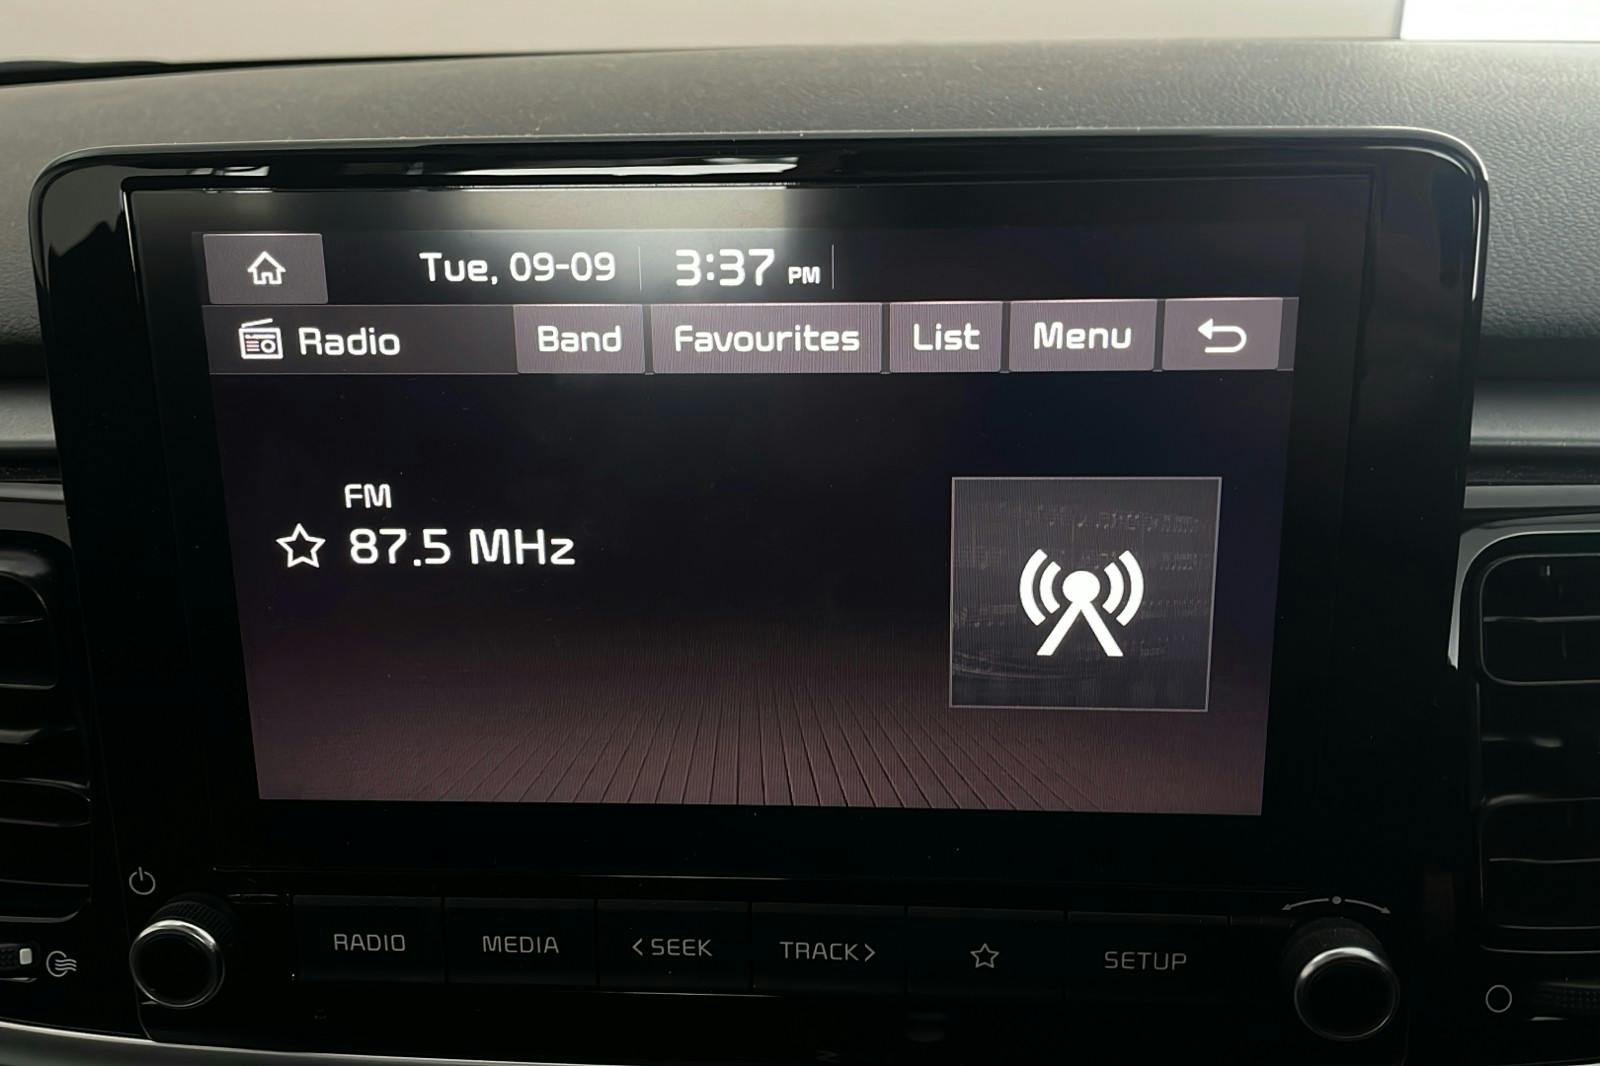 Tue, 09-09 3:37 PM
Radio Band Favourites List Menu
FM
87.5 MHz
RADIO MEDIA <SEEK TRACK> SETUP